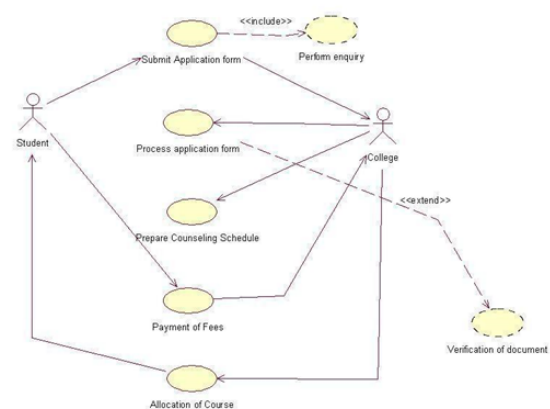 <<include>>
Submit Application form
Perform enquiry
Student
Process application form
College
<<extend>>
Prepare Counseling Schedule
Payment of Fees
Verification of document
Allocation of Course